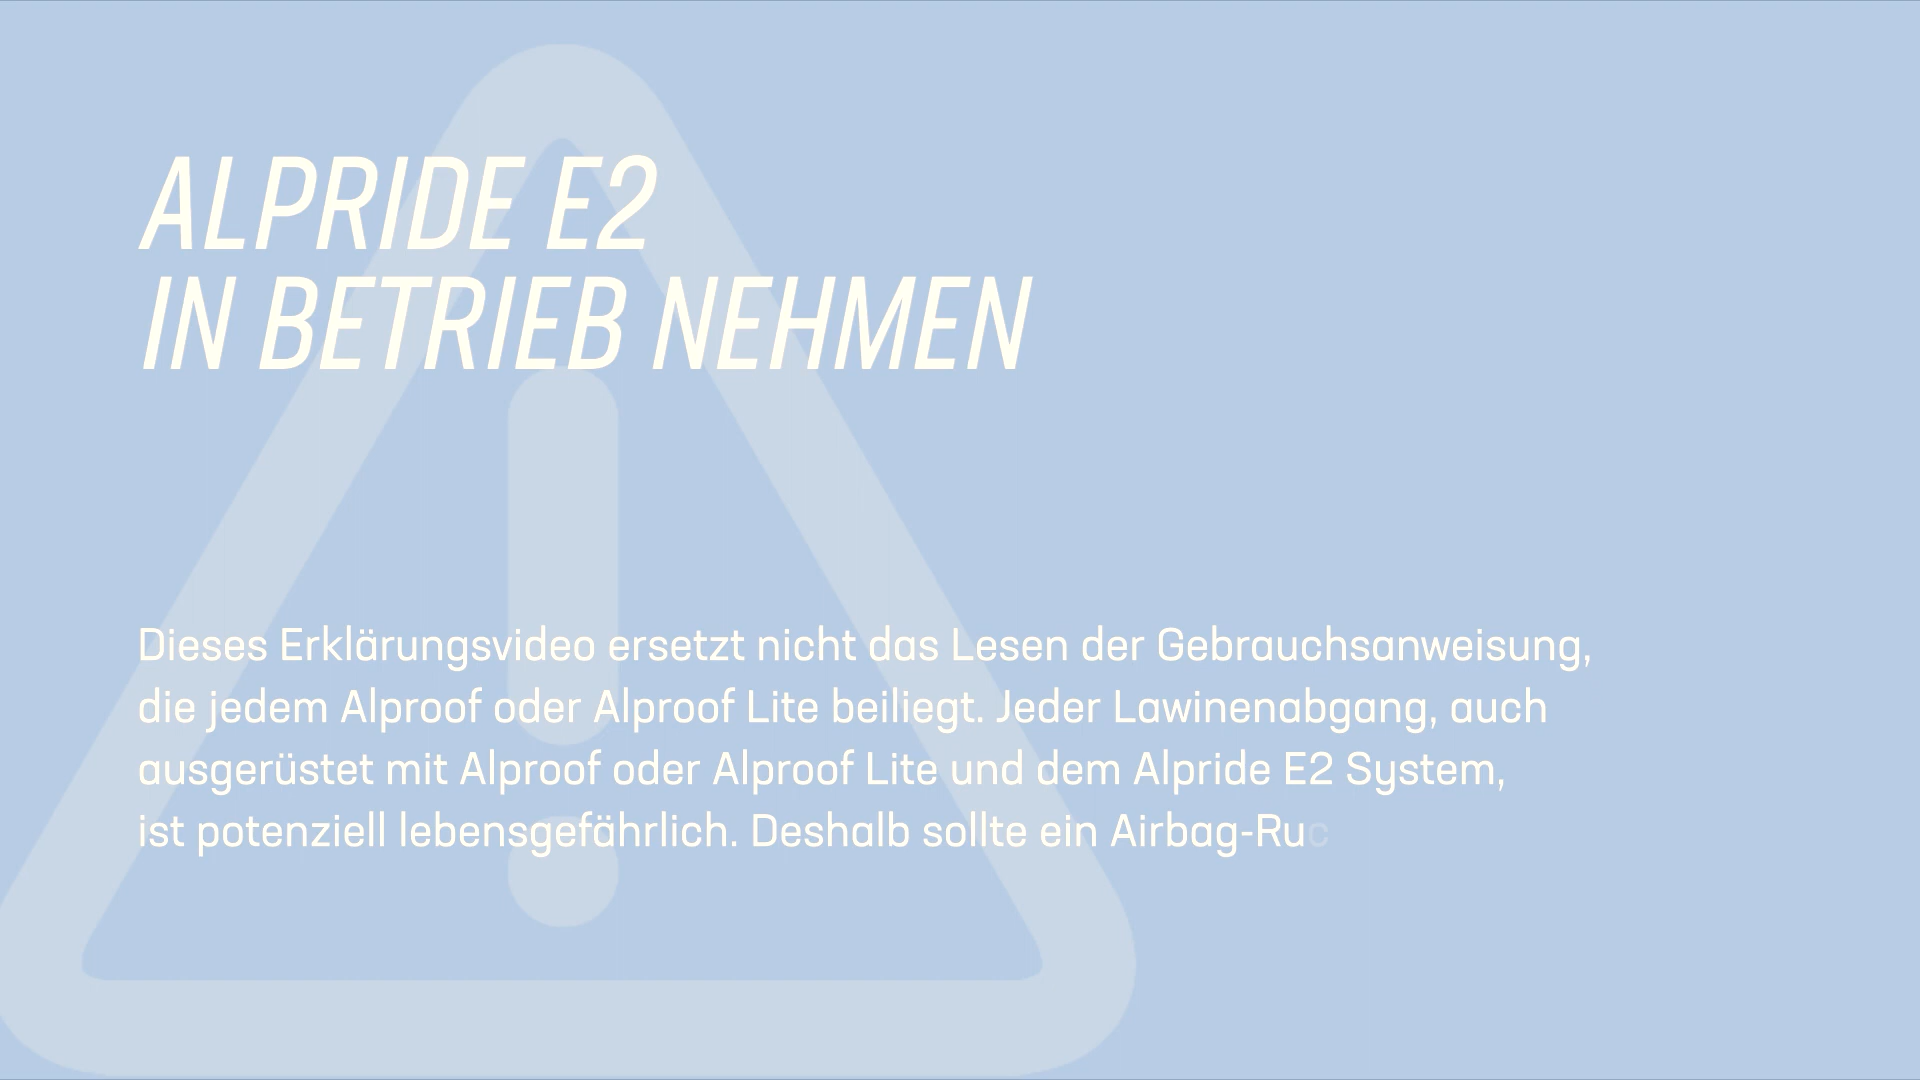 ALPRIDE E2
IN BETRIEB NEHMEN
Dieses Erklärungsvideo ersetzt nicht das Lesen der Gebrauchsanweisung,
die jedem Alproof oder Alproof Lite beiliegt. Jeder Lawinenabgang, auch
ausgerüstet mit Alproof oder Alproof Lite und dem Alpride E2 System,
ist potenziell lebensgefährlich. Deshalb sollte ein Airbag-Ruc